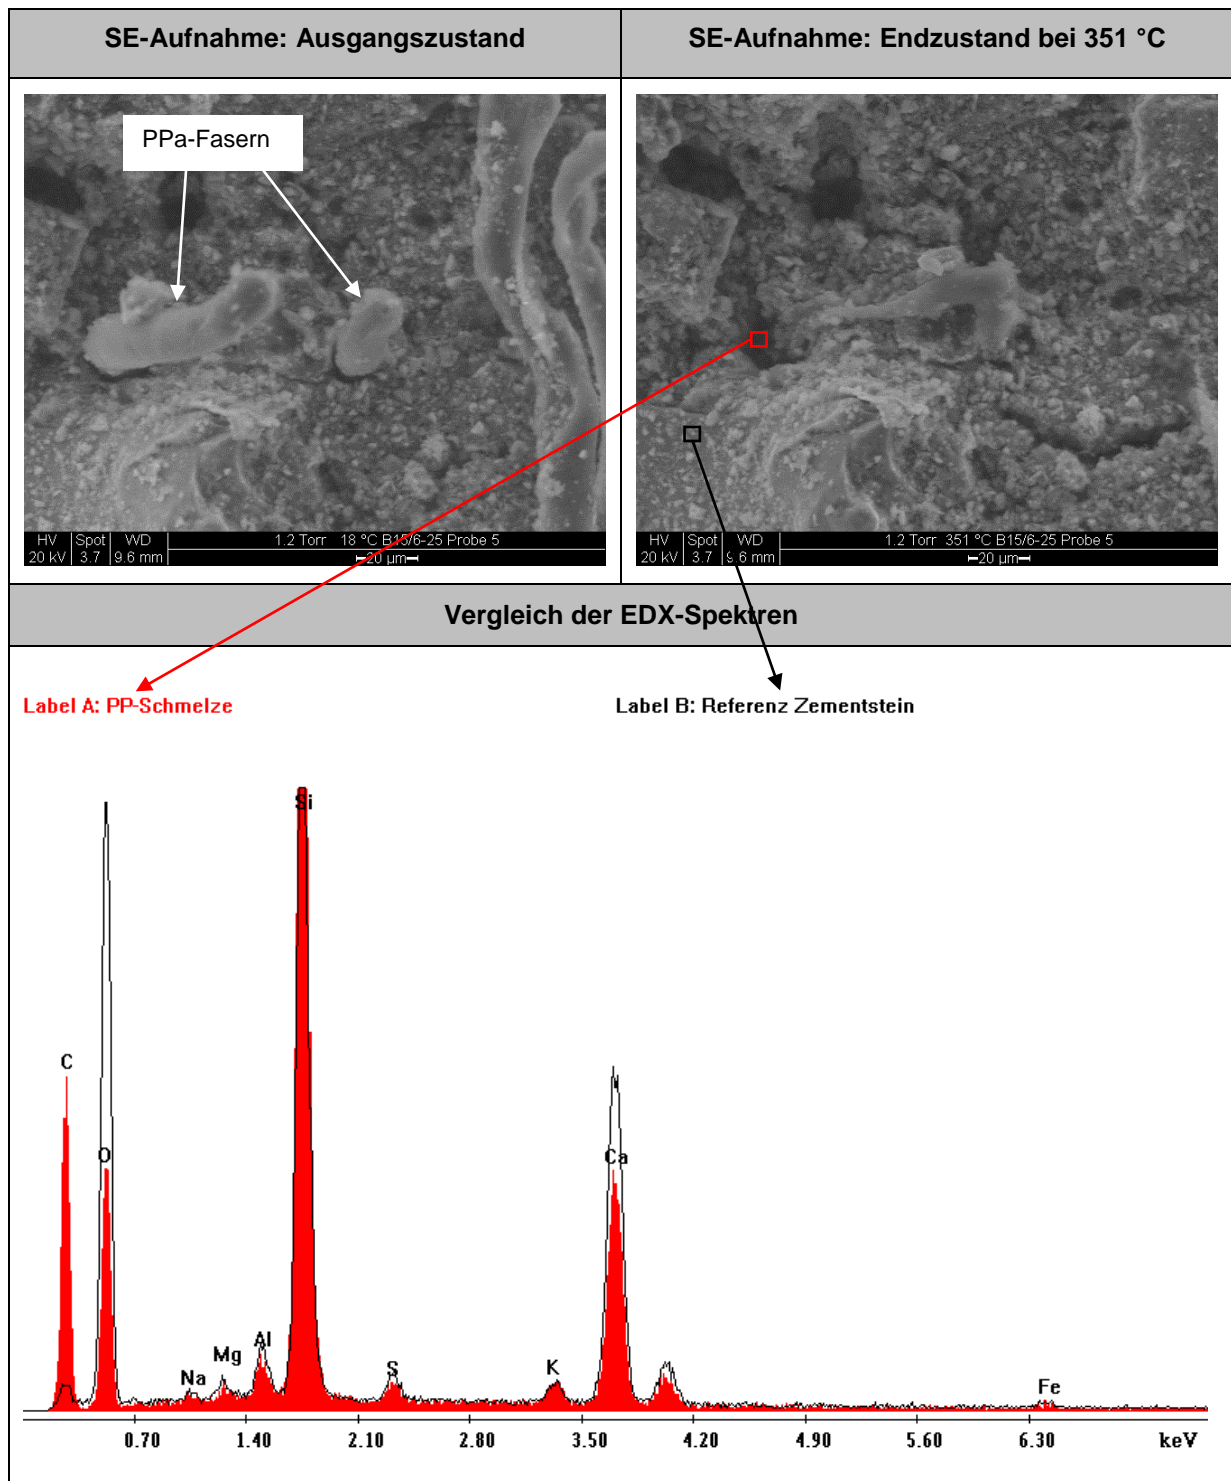 SE-Aufnahme: Ausgangszustand
SE-Aufnahme: Endzustand bei 351 °C
PPa-Fasern
HV Spot WD 1.2 Torr 18 °C B15/6-25 Probe 5
20 kV 3.7 9.6 mm 20 µm
HV Spot WD 1.2 Torr 351 °C B15/6-25 Probe 5
20 kV 3.7 9.6 mm 20 µm
Vergleich der EDX-Spektren
Label A: PP-Schmelze
Label B: Referenz Zementstein
Si
C
O
Ca
Na
Mg
Al
S
K
Fe
0.70 1.40 2.10 2.80 3.50 4.20 4.90 5.60 6.30 keV